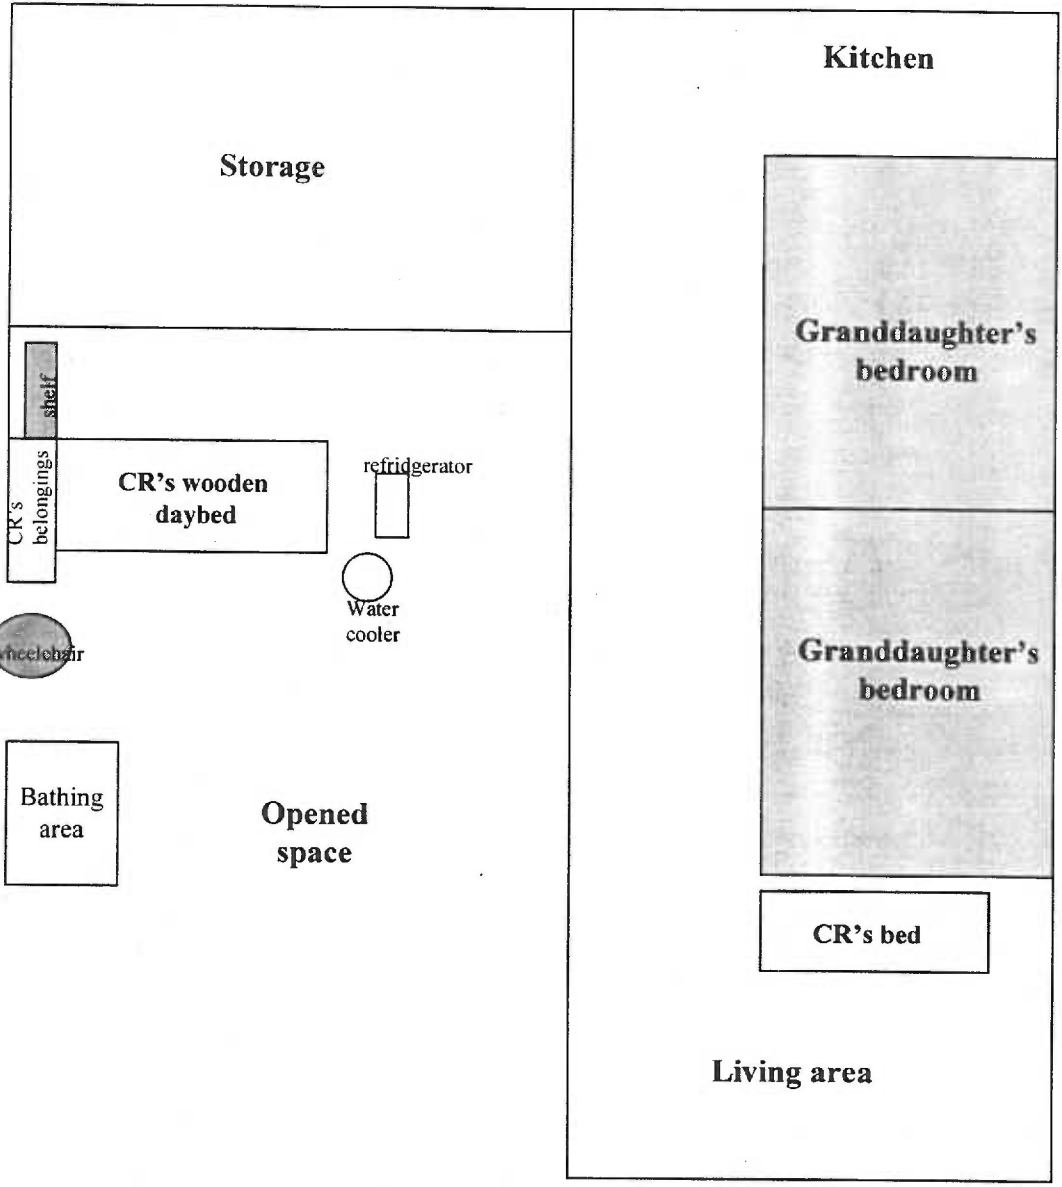 Kitchen
Storage
Granddaughter's
bedroom
shelf
CR's
belongings
CR's wooden
daybed
refridgerator
Water
cooler
wheelchair
Granddaughter's
bedroom
Bathing
area
Opened
space
CR's bed
Living area